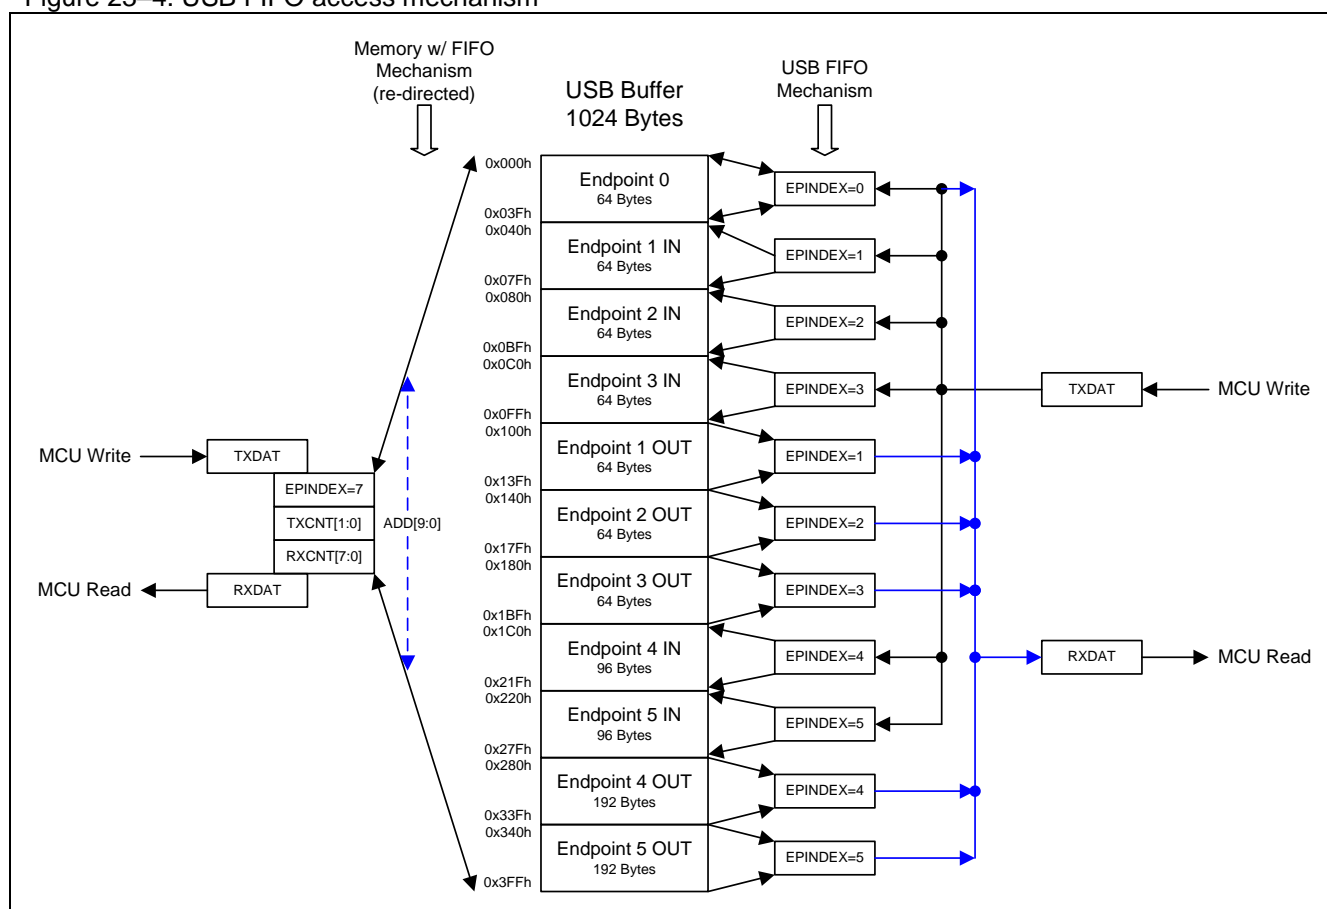 Figure 25-4. USB FIFO access mechanism
Memory w/ FIFO
Mechanism
(re-directed)
USB Buffer
1024 Bytes
USB FIFO
Mechanism
0x000h
Endpoint 0
64 Bytes
EPINDEX=0
0x03Fh
0x040h
Endpoint 1 IN
64 Bytes
EPINDEX=1
0x07Fh
0x080h
Endpoint 2 IN
64 Bytes
EPINDEX=2
0x0BFh
0x0C0h
Endpoint 3 IN
64 Bytes
EPINDEX=3
TXDAT
MCU Write
0x0FFh
0x100h
Endpoint 1 OUT
64 Bytes
EPINDEX=1
MCU Write
TXDAT
EPINDEX=7
TXCNT[1:0]
ADD[9:0]
RXCNT[7:0]
MCU Read
RXDAT
0x13Fh
0x140h
Endpoint 2 OUT
64 Bytes
EPINDEX=2
0x17Fh
0x180h
Endpoint 3 OUT
64 Bytes
EPINDEX=3
0x1BFh
0x1C0h
Endpoint 4 IN
96 Bytes
EPINDEX=4
RXDAT
MCU Read
0x21Fh
0x220h
Endpoint 5 IN
96 Bytes
EPINDEX=5
0x27Fh
0x280h
Endpoint 4 OUT
192 Bytes
EPINDEX=4
0x33Fh
0x340h
Endpoint 5 OUT
192 Bytes
EPINDEX=5
0x3FFh